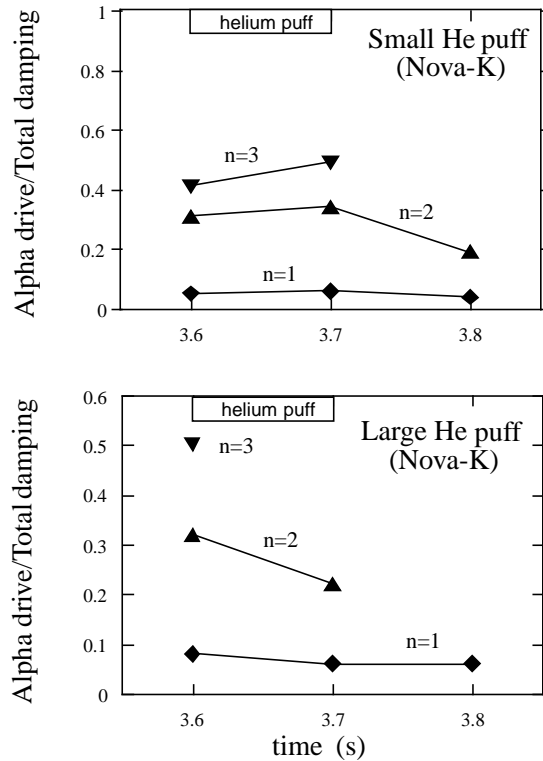 helium puff
Small He puff
(Nova-K)
Alpha drive/Total damping
1
0.8
0.6
0.4
0.2
0
n=3
n=2
n=1
3.6
3.7
3.8
helium puff
Large He puff
(Nova-K)
Alpha drive/Total damping
0.6
0.5
0.4
0.3
0.2
0.1
0
n=3
n=2
n=1
3.6
3.7
3.8
time (s)